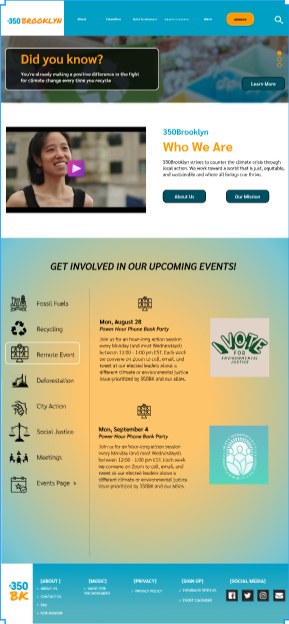 350 BROOKLYN
About
Committee
News
Did you know?
You're already making a positive difference in the fight
for climate change every time you recycle
Learn More
350Brooklyn
Who We Are
350Brooklyn strives to counter the climate crisis through
local action. We work toward a world that is just, equitable,
and sustainable and where all beings can thrive.
About Us
Our Mission
GET INVOLVED IN OUR UPCOMING EVENTS!
Fossil Fuels
Recycling
Remote Event
Deforestation
City Action
Social Justice
Meetings
Events Page >
Mon, August 28
Power Hour Phone Bank Party
Join us for an hour-long action session
every Monday (and most Wednesdays)
between 12:00 - 1:00 pm EST. Each week
we convene on Zoom to call, email, and
tweet at our elected leaders about a
different climate or environmental justice
issue prioritized by 350BK and our allies.
I VOTE
FOR
ENVIRONMENTAL
JUSTICE
Mon, September 4
Power Hour Phone Bank Party
Join us for an hour-long action session
every Monday (and most Wednesdays)
between 12:00 - 1:00 pm EST. Each week
we convene on Zoom to call, email, and
tweet at our elected leaders about a
different climate or environmental justice
issue prioritized by 350BK and our allies.
350
BK
[ABOUT]
ABOUT US
CONTACT US
FAQ
[MUSIC]
MUSIC FOR
THE MOVEMENT
[PRIVACY]
PRIVACY POLICY
[SIGN UP]
VOLUNTEER WITH US
EVENT CALENDAR
[SOCIAL MEDIA]